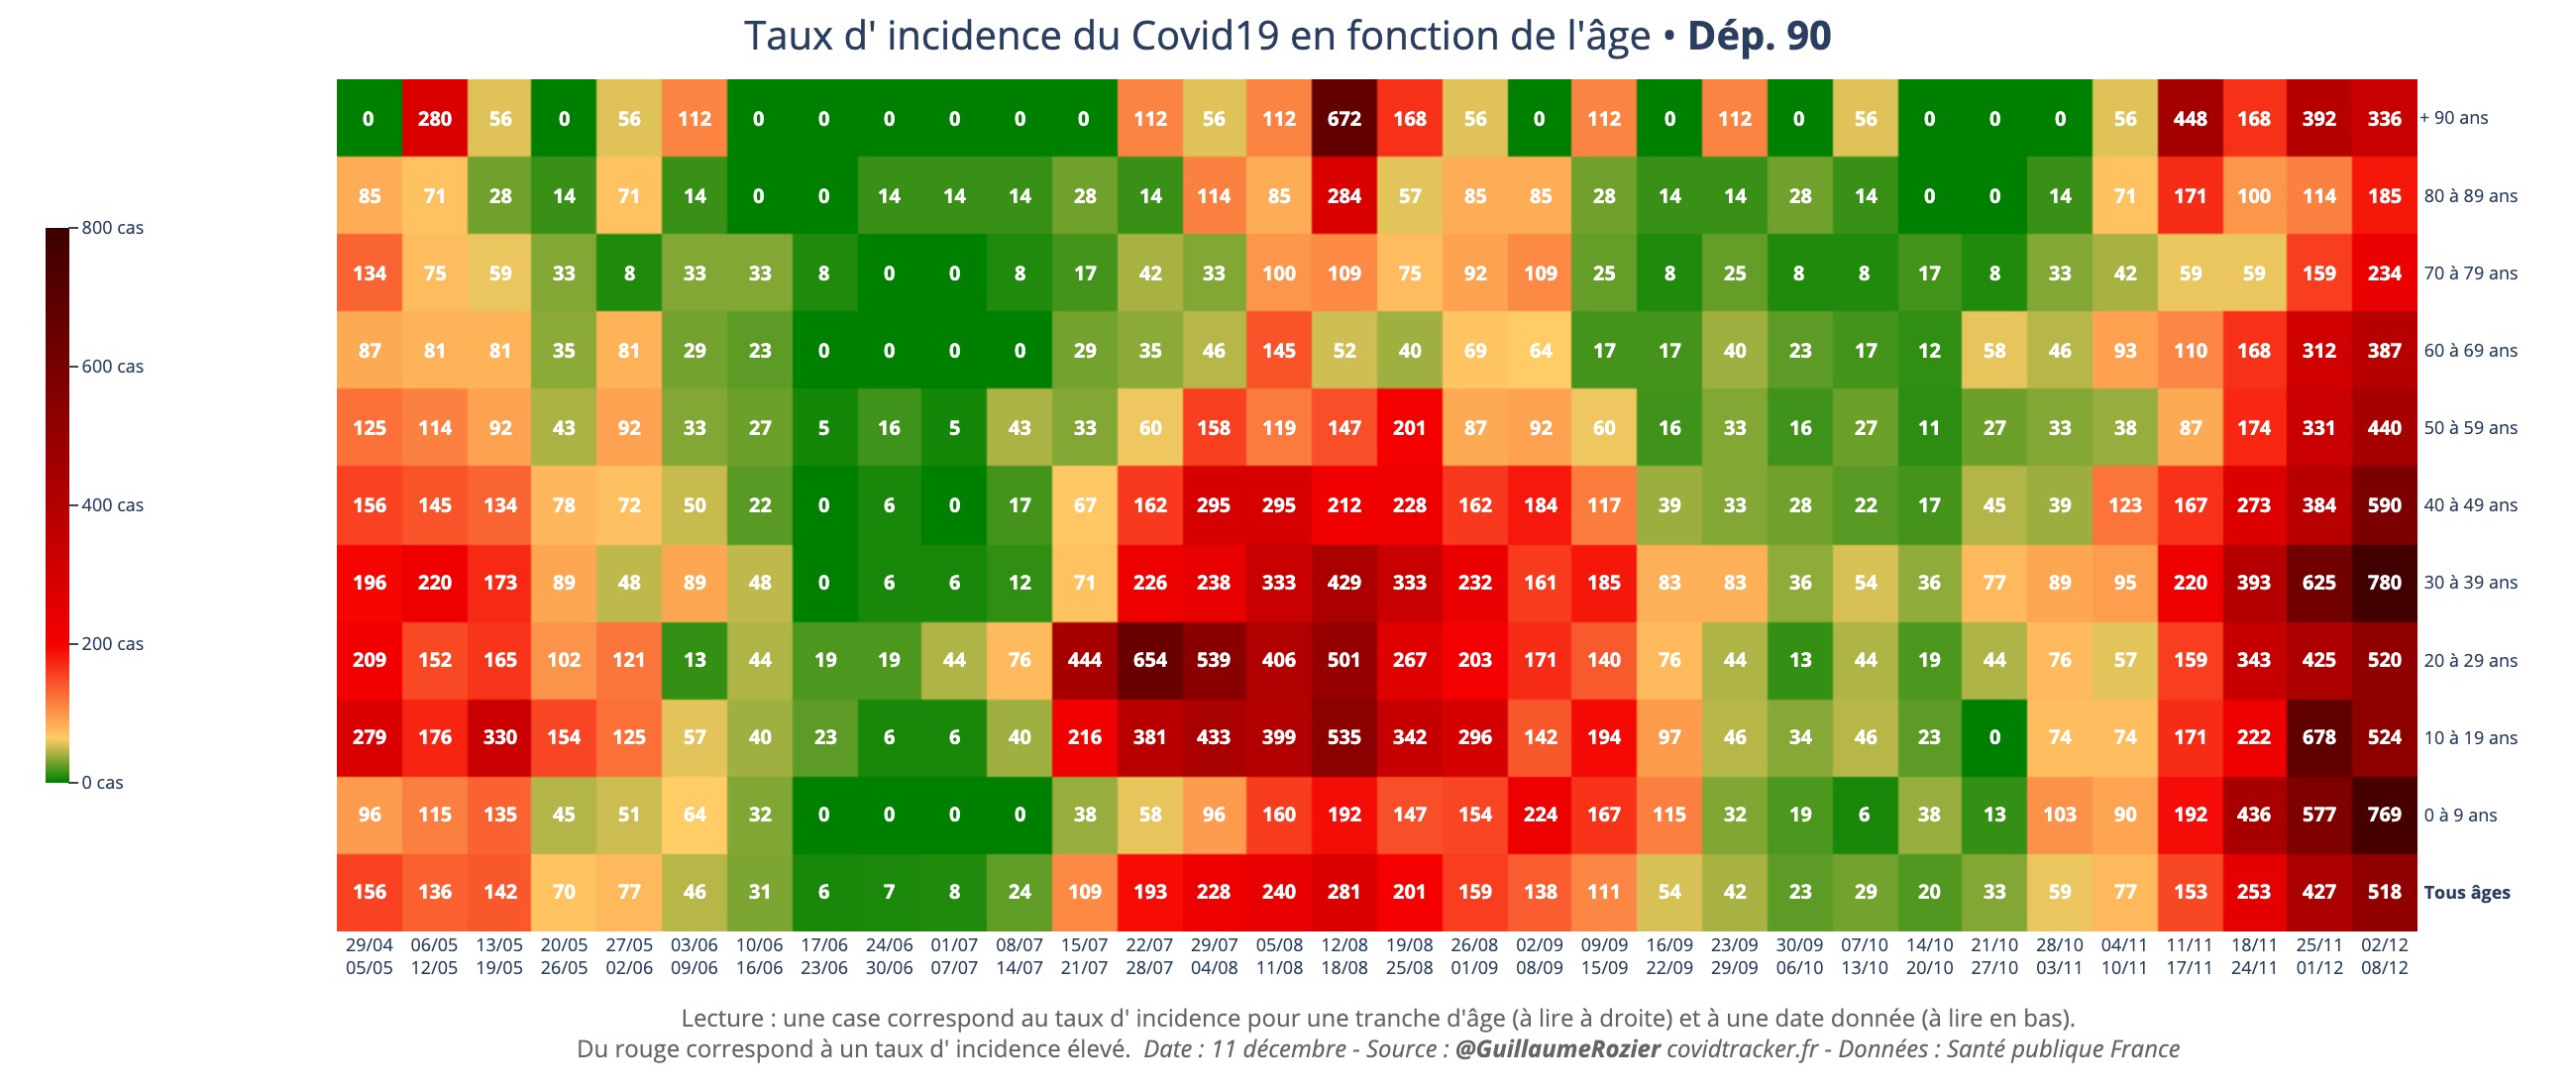 Taux d' incidence du Covid19 en fonction de l'âge • Dép. 90
0 280 56 0 56 112 0 0 0 0 0 0 112 56 112 672 168 56 0 112 0 112 0 56 0 0 0 56 448 168 392 336 + 90 ans
85 71 28 14 71 14 0 0 14 14 14 28 14 114 85 284 57 85 85 28 14 14 28 14 0 0 14 71 171 100 114 185 80 à 89 ans
800 cas
134 75 59 33 8 33 33 8 0 0 8 17 42 33 100 109 75 92 109 25 8 25 8 8 17 8 33 42 59 59 159 234 70 à 79 ans
87 81 81 35 81 29 23 0 0 0 0 29 35 46 145 52 40 69 64 17 17 40 23 17 12 58 46 93 110 168 312 387 60 à 69 ans
600 cas
125 114 92 43 92 33 27 5 16 5 43 33 60 158 119 147 201 87 92 60 16 33 16 27 11 27 33 38 87 174 331 440 50 à 59 ans
400 cas
156 145 134 78 72 50 22 0 6 0 17 67 162 295 295 212 228 162 184 117 39 33 28 22 17 45 39 123 167 273 384 590 40 à 49 ans
196 220 173 89 48 89 48 0 6 6 12 71 226 238 333 429 333 232 161 185 83 83 36 54 36 77 89 95 220 393 625 780 30 à 39 ans
200 cas
209 152 165 102 121 13 44 19 19 44 76 444 654 539 406 501 267 203 171 140 76 44 13 44 19 44 76 57 159 343 425 520 20 à 29 ans
279 176 330 154 125 57 40 23 6 6 40 216 381 433 399 535 342 296 142 194 97 46 34 46 23 0 74 74 171 222 678 524 10 à 19 ans
0 cas
96 115 135 45 51 64 32 0 0 0 0 38 58 96 160 192 147 154 224 167 115 32 19 6 38 13 103 90 192 436 577 769 0 à 9 ans
156 136 142 70 77 46 31 6 7 8 24 109 193 228 240 281 201 159 138 111 54 42 23 29 20 33 59 77 153 253 427 518 Tous âges
29/04 06/05 13/05 20/05 27/05 03/06 10/06 17/06 24/06 01/07 08/07 15/07 22/07 29/07 05/08 12/08 19/08 26/08 02/09 09/09 16/09 23/09 30/09 07/10 14/10 21/10 28/10 04/11 11/11 18/11 25/11 02/12
05/05 12/05 19/05 26/05 02/06 09/06 16/06 23/06 30/06 07/07 14/07 21/07 28/07 04/08 11/08 18/08 25/08 01/09 08/09 15/09 22/09 29/09 06/10 13/10 20/10 27/10 03/11 10/11 17/11 24/11 01/12 08/12
Lecture : une case correspond au taux d' incidence pour une tranche d'âge (à lire à droite) et à une date donnée (à lire en bas).
Du rouge correspond à un taux d' incidence élevé. Date : 11 décembre - Source : @GuillaumeRozier covidtracker.fr - Données : Santé publique France